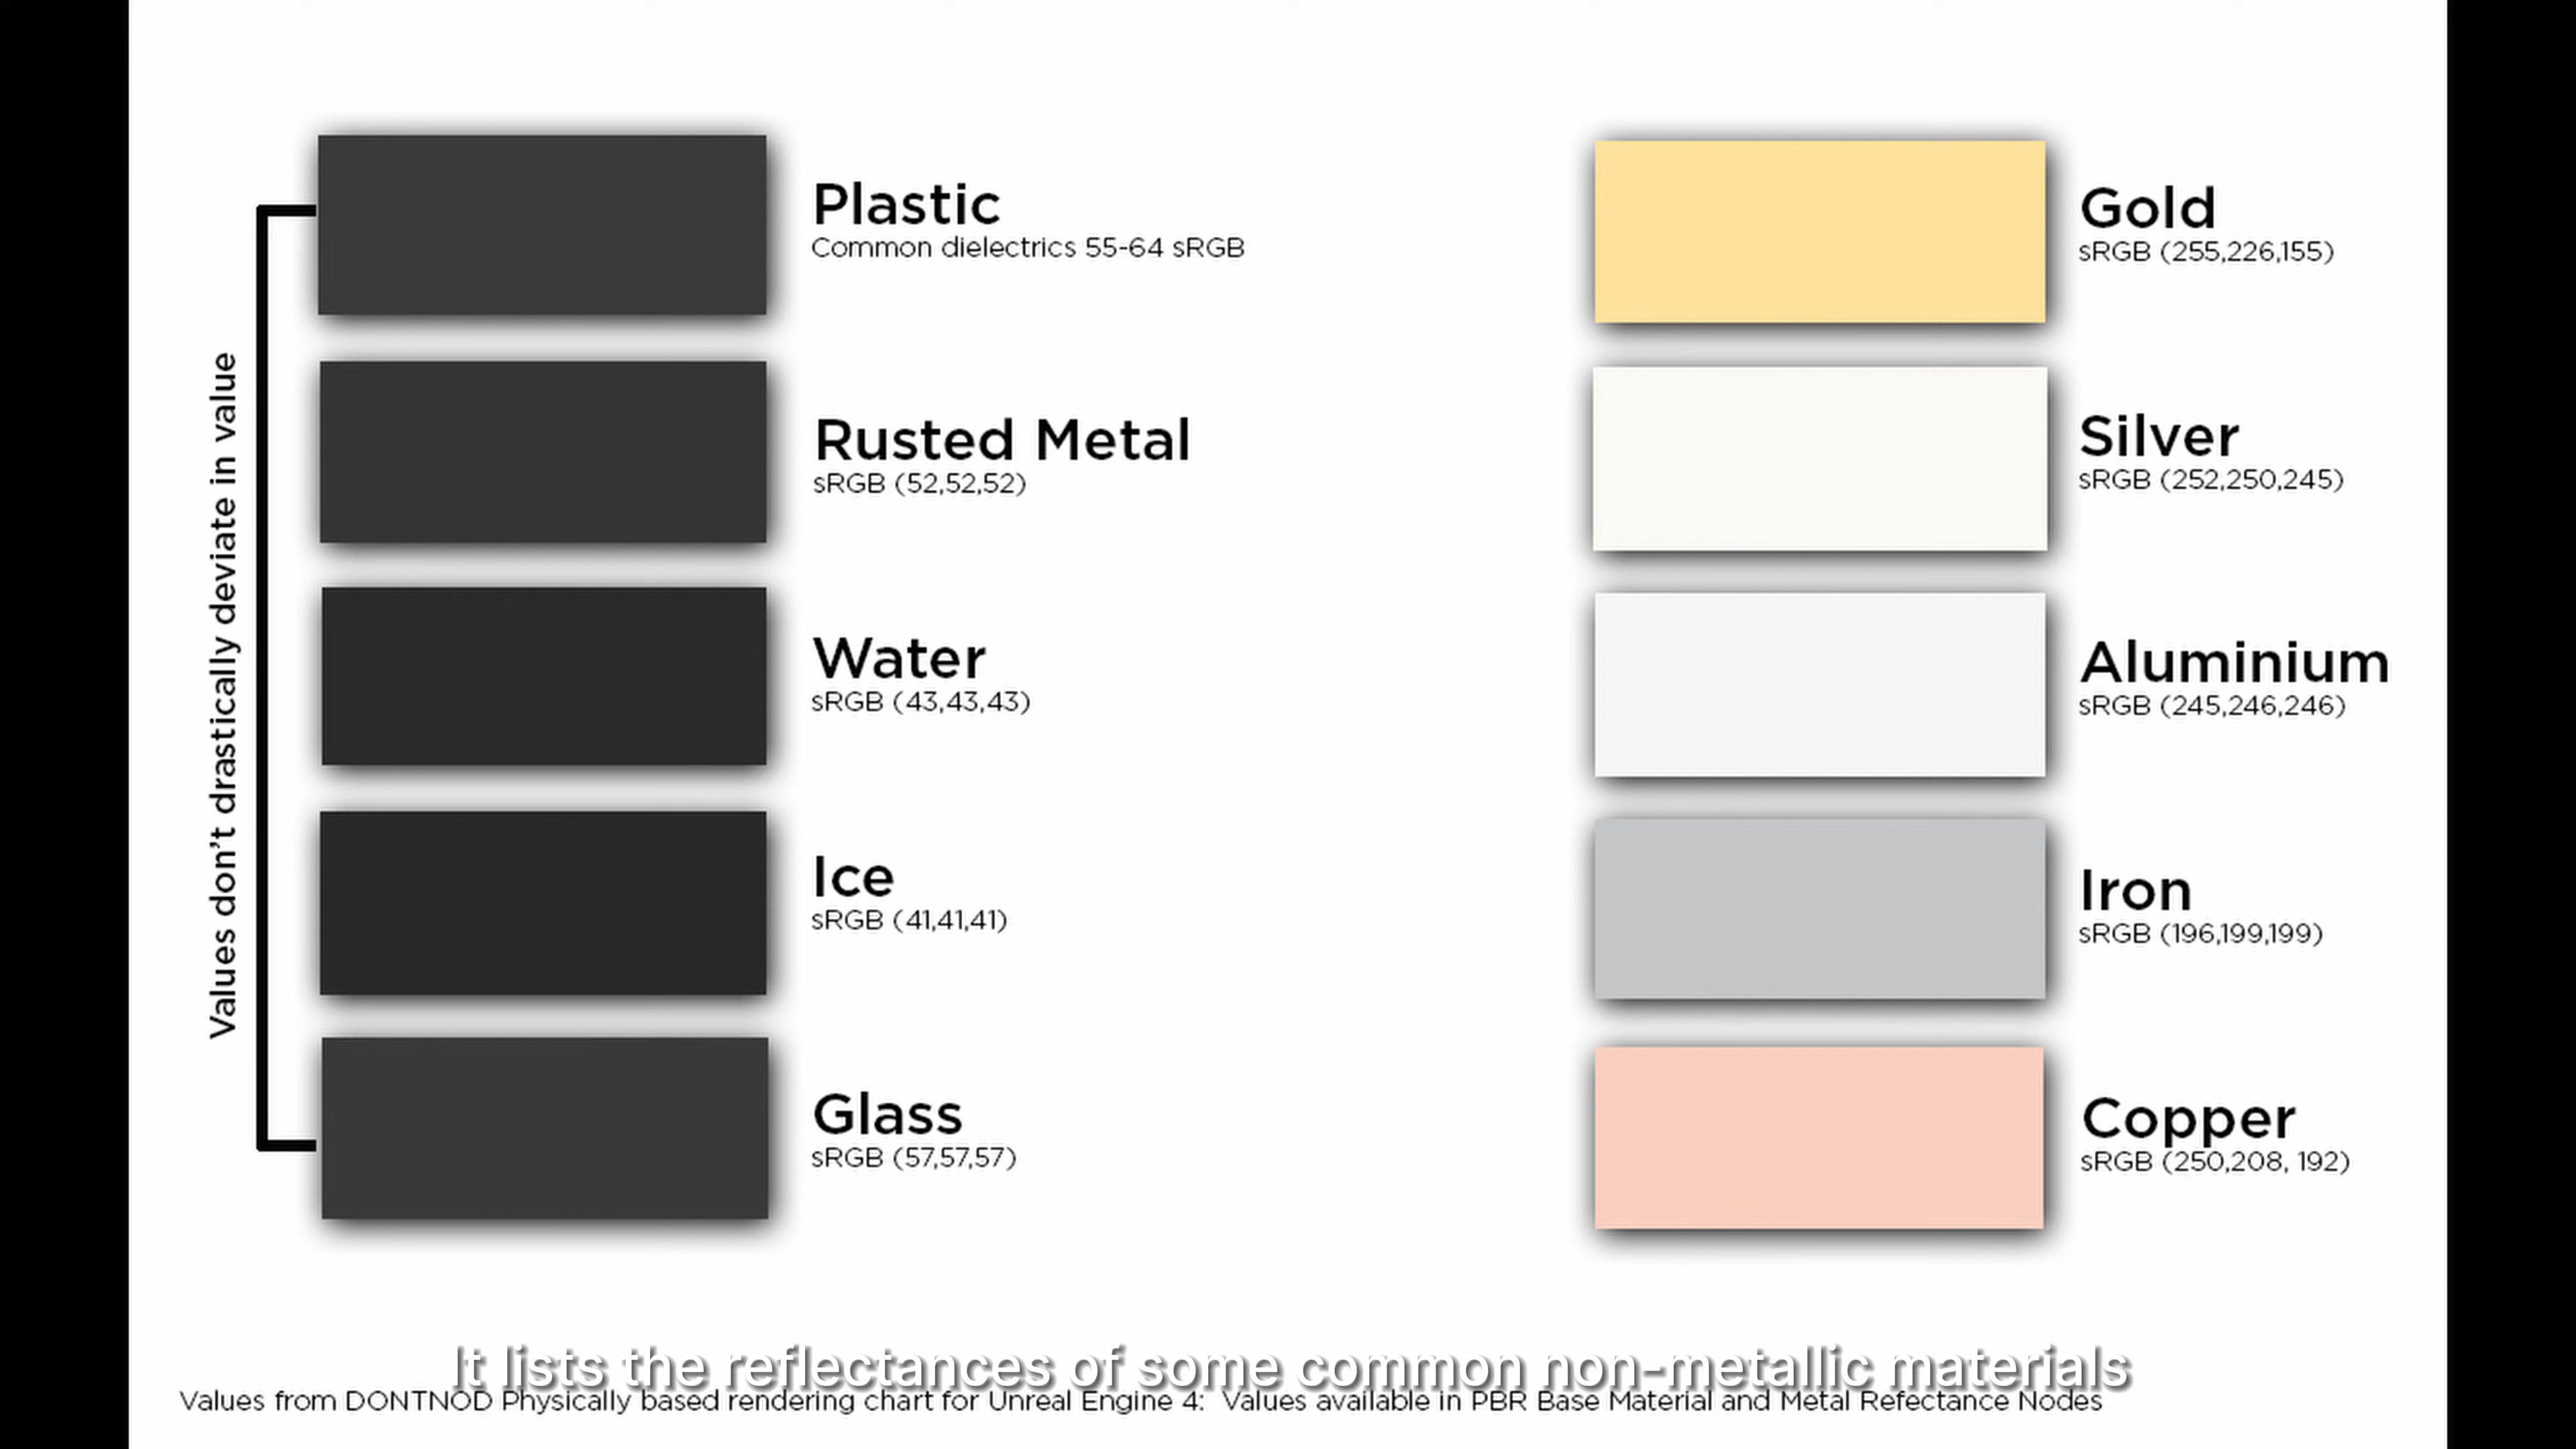 Values don't drastically deviate in value
Plastic
Common dielectrics 55-64 sRGB
Rusted Metal
sRGB (52,52,52)
Water
sRGB (43,43,43)
Ice
sRGB (41,41,41)
Glass
sRGB (57,57,57)
Gold
sRGB (255,226,155)
Silver
sRGB (252,250,245)
Aluminium
sRGB (245,246,246)
Iron
sRGB (196,199,199)
Copper
sRGB (250,208, 192)
It lists the reflectances of some common non-metallic materials
Values from DONTNOD Physically based rendering chart for Unreal Engine 4:  Values available in PBR Base Material and Metal Refectance Nodes